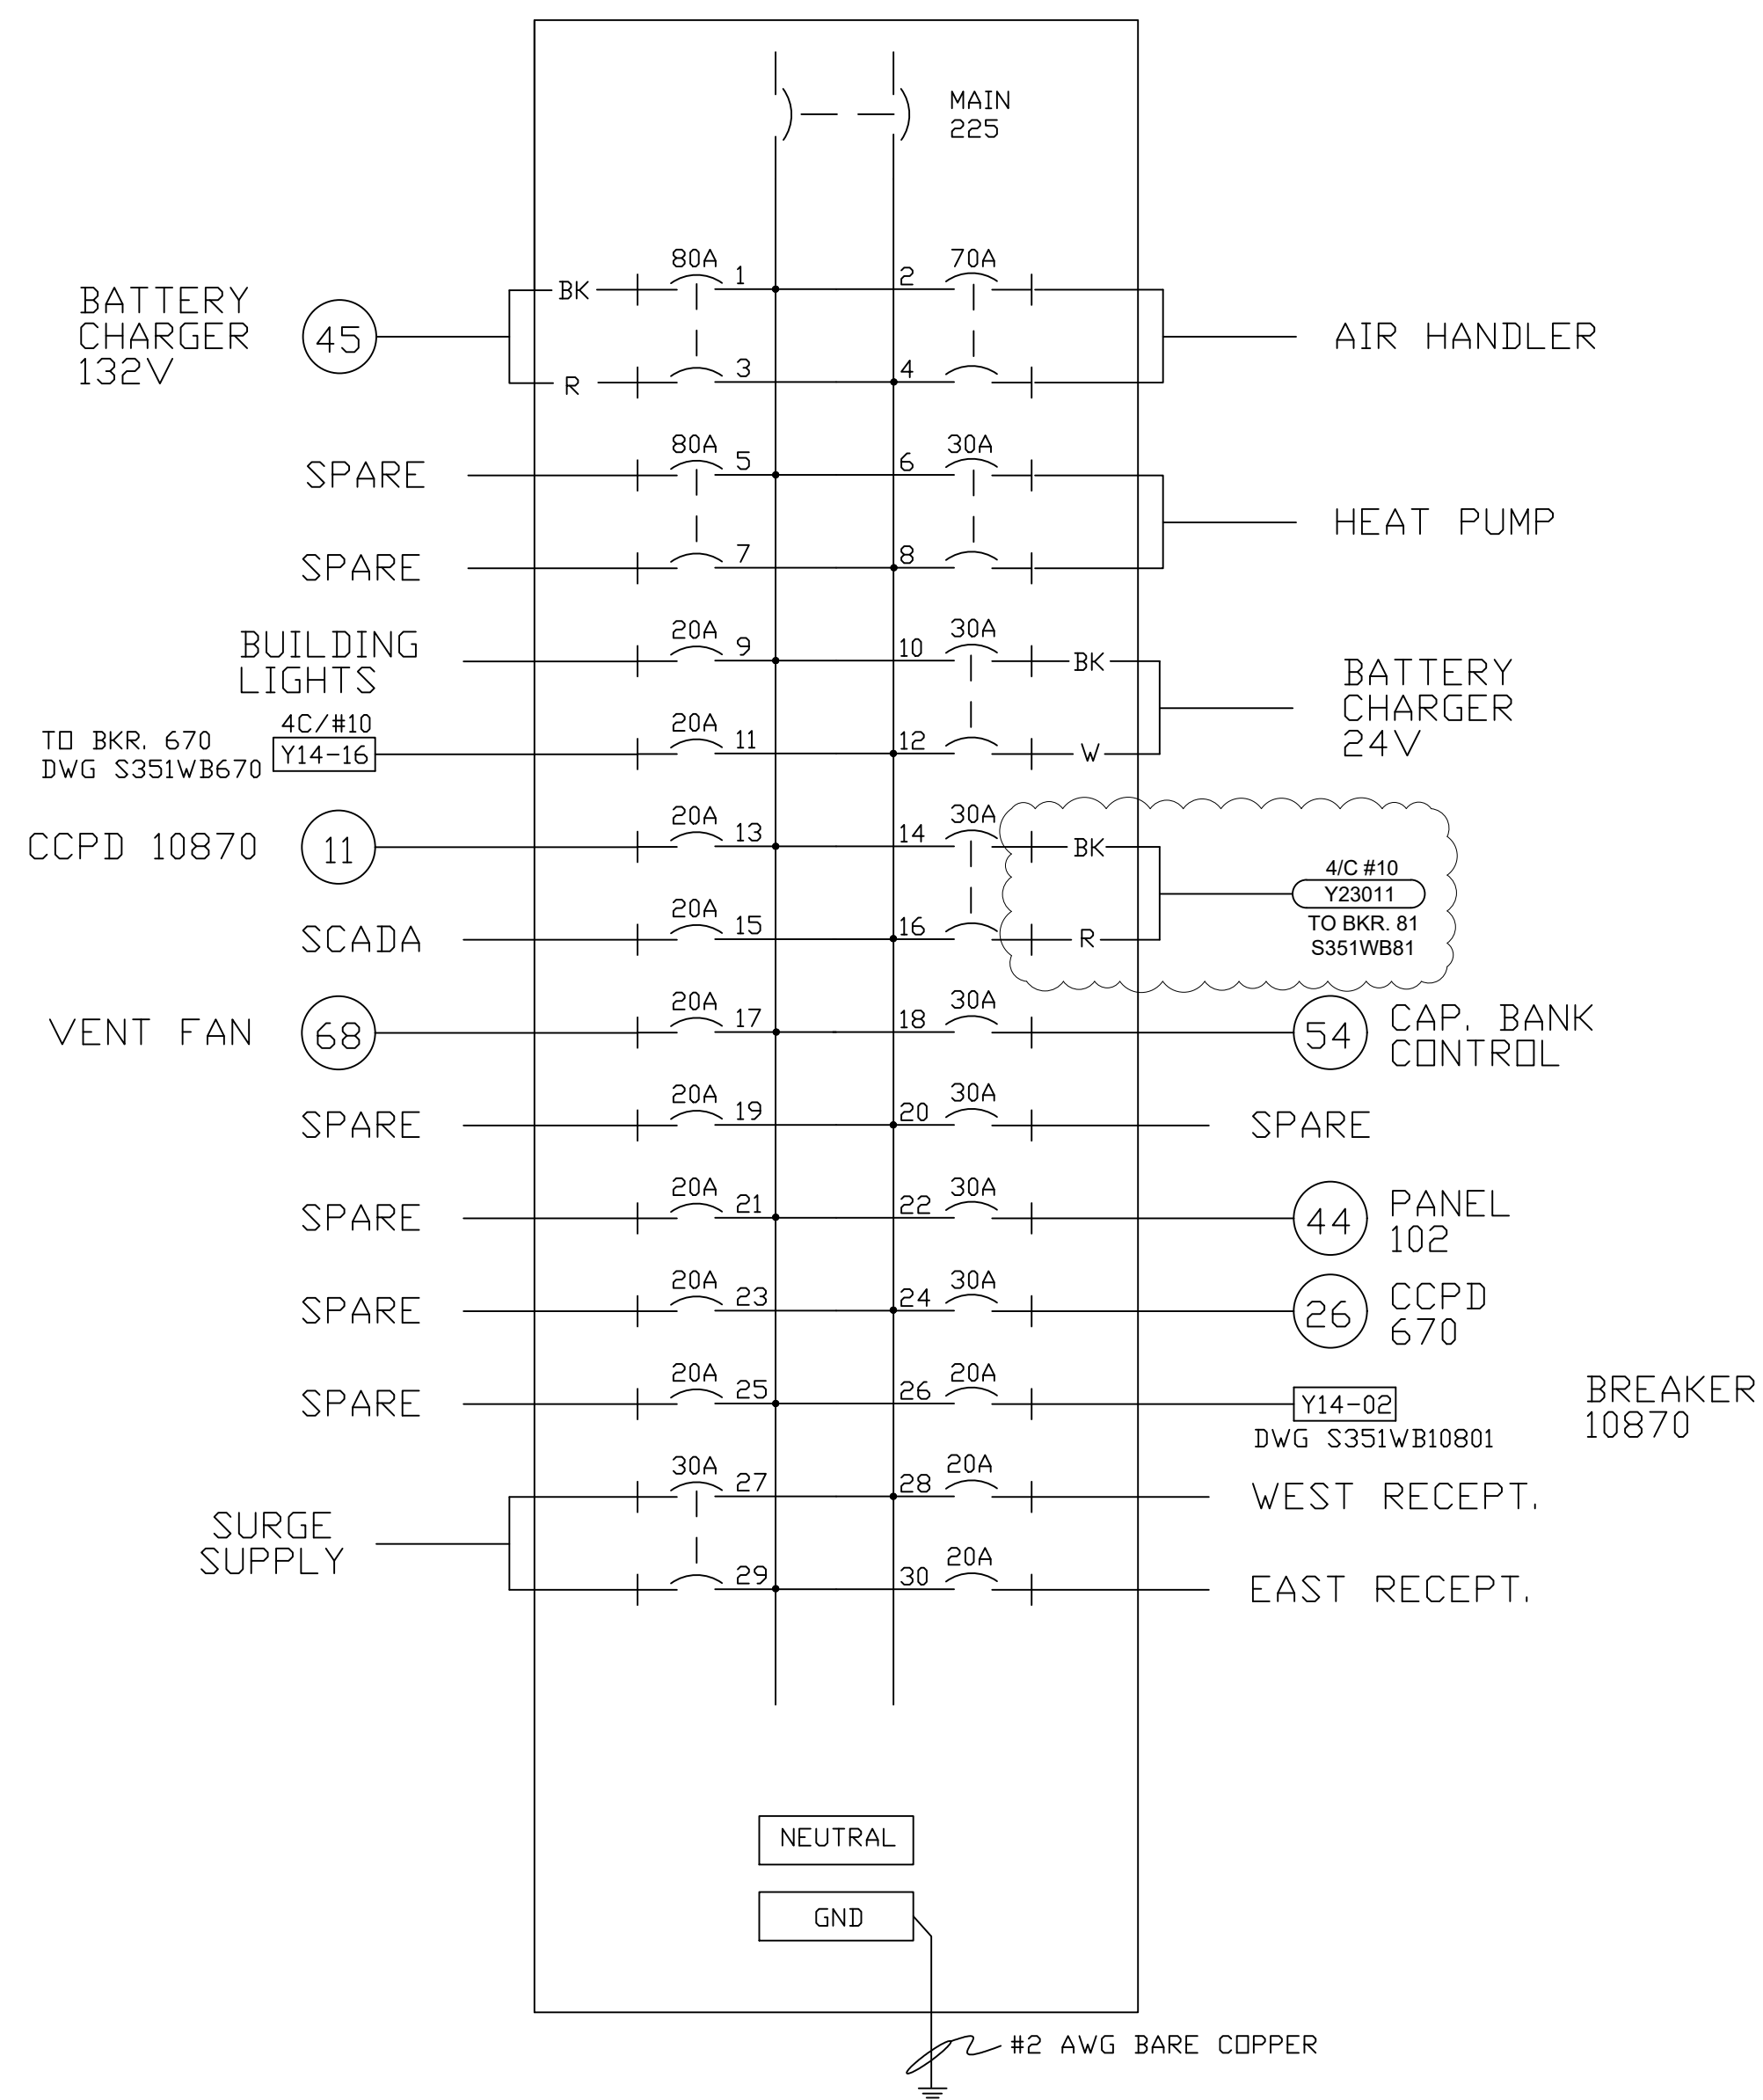 MAIN
225
80A
1
2
70A
BATTERY
CHARGER
132V
45
BK
R
3
4
AIR HANDLER
80A
5
6
30A
SPARE
SPARE
7
8
HEAT PUMP
BUILDING
LIGHTS
20A
9
10
30A
BK
BATTERY
CHARGER
24V
TO BKR. 670
DWG S351WB670
4C/#10
Y14-16
20A
11
12
W
CCPD 10870
11
20A
13
14
30A
BK
4/C #10
Y23011
TO BKR. 81
S351WB81
SCADA
20A
15
16
R
VENT FAN
68
20A
17
18
30A
54
CAP. BANK
CONTROL
SPARE
20A
19
20
30A
SPARE
SPARE
20A
21
22
30A
44
PANEL
102
SPARE
20A
23
24
30A
26
CCPD
670
SPARE
20A
25
26
20A
Y14-02
DWG S351WB10801
BREAKER
10870
SURGE
SUPPLY
30A
27
28
20A
WEST RECEPT.
29
30
20A
EAST RECEPT.
NEUTRAL
GND
#2 AWG BARE COPPER